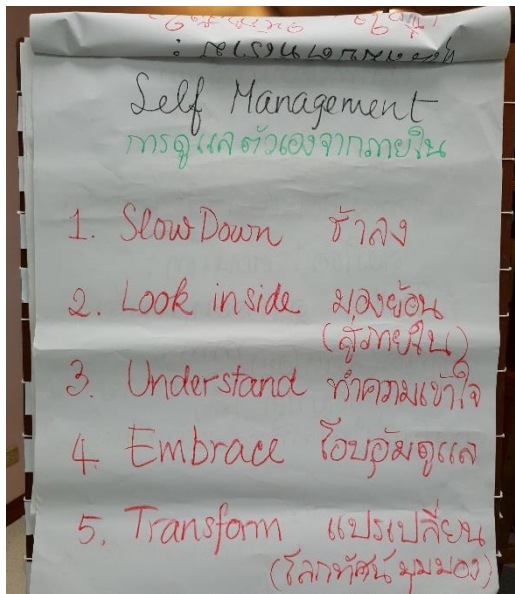 Self Management
การดูแลตัวเองจากภายใน
1. Slow Down ช้าลง
2. Look inside มองย้อน
(สู่ภายใน)
3. Understand ทำความเข้าใจ
4. Embrace โอบอุ้มดูแล
5. Transform แปรเปลี่ยน
(โลกทัศน์ มุมมอง)